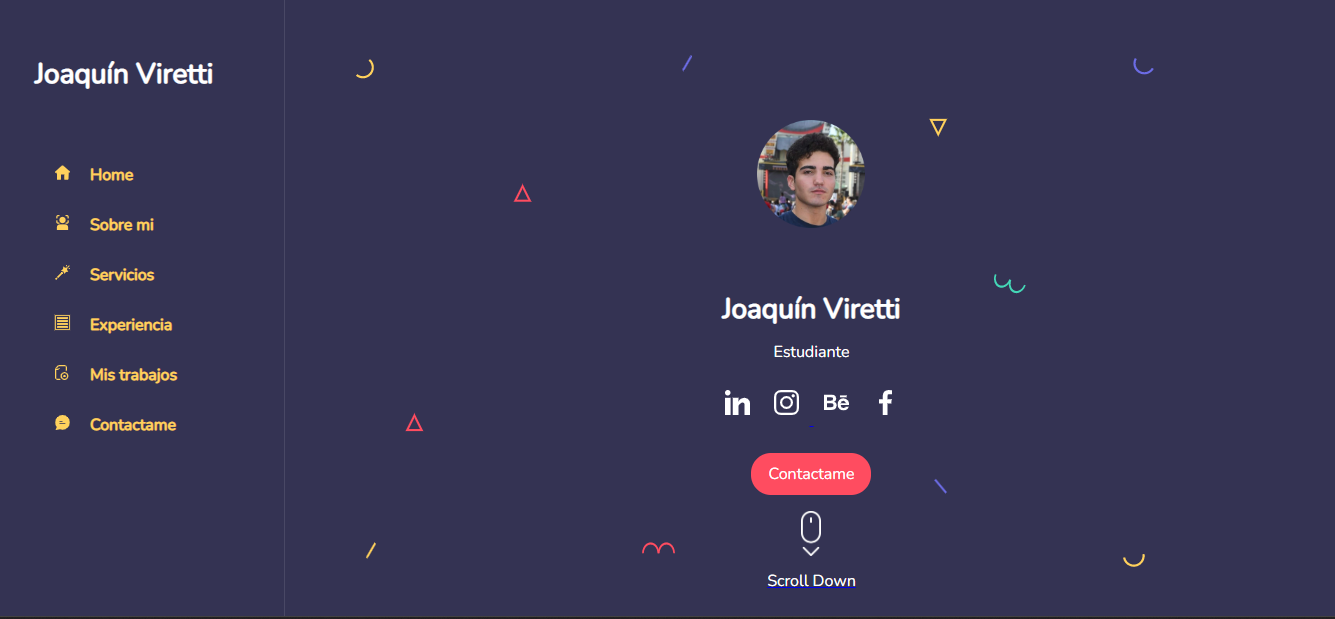 Joaquín Viretti
Home
Sobre mi
Servicios
Experiencia
Mis trabajos
Contactame
Joaquín Viretti
Estudiante
in
Bē
f
Contactame
Scroll Down